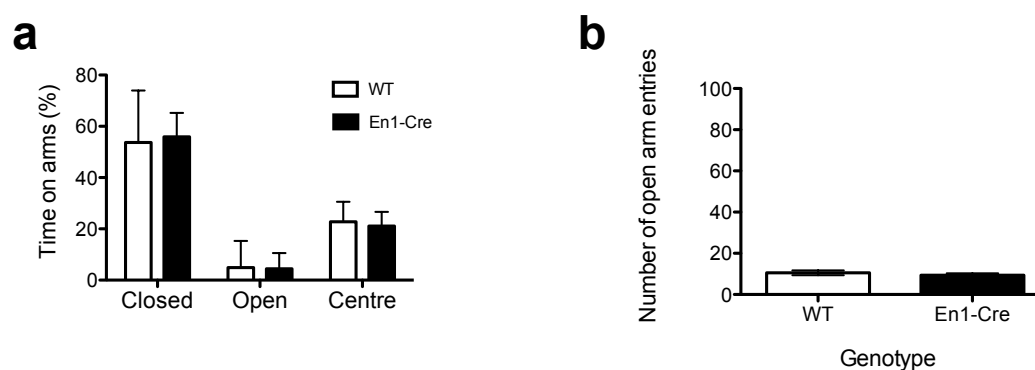 a
Time on arms (%)
80
60
40
20
0
Closed
Open
Centre
WT
En1-Cre
b
Number of open arm entries
100
80
60
40
20
0
WT
En1-Cre
Genotype